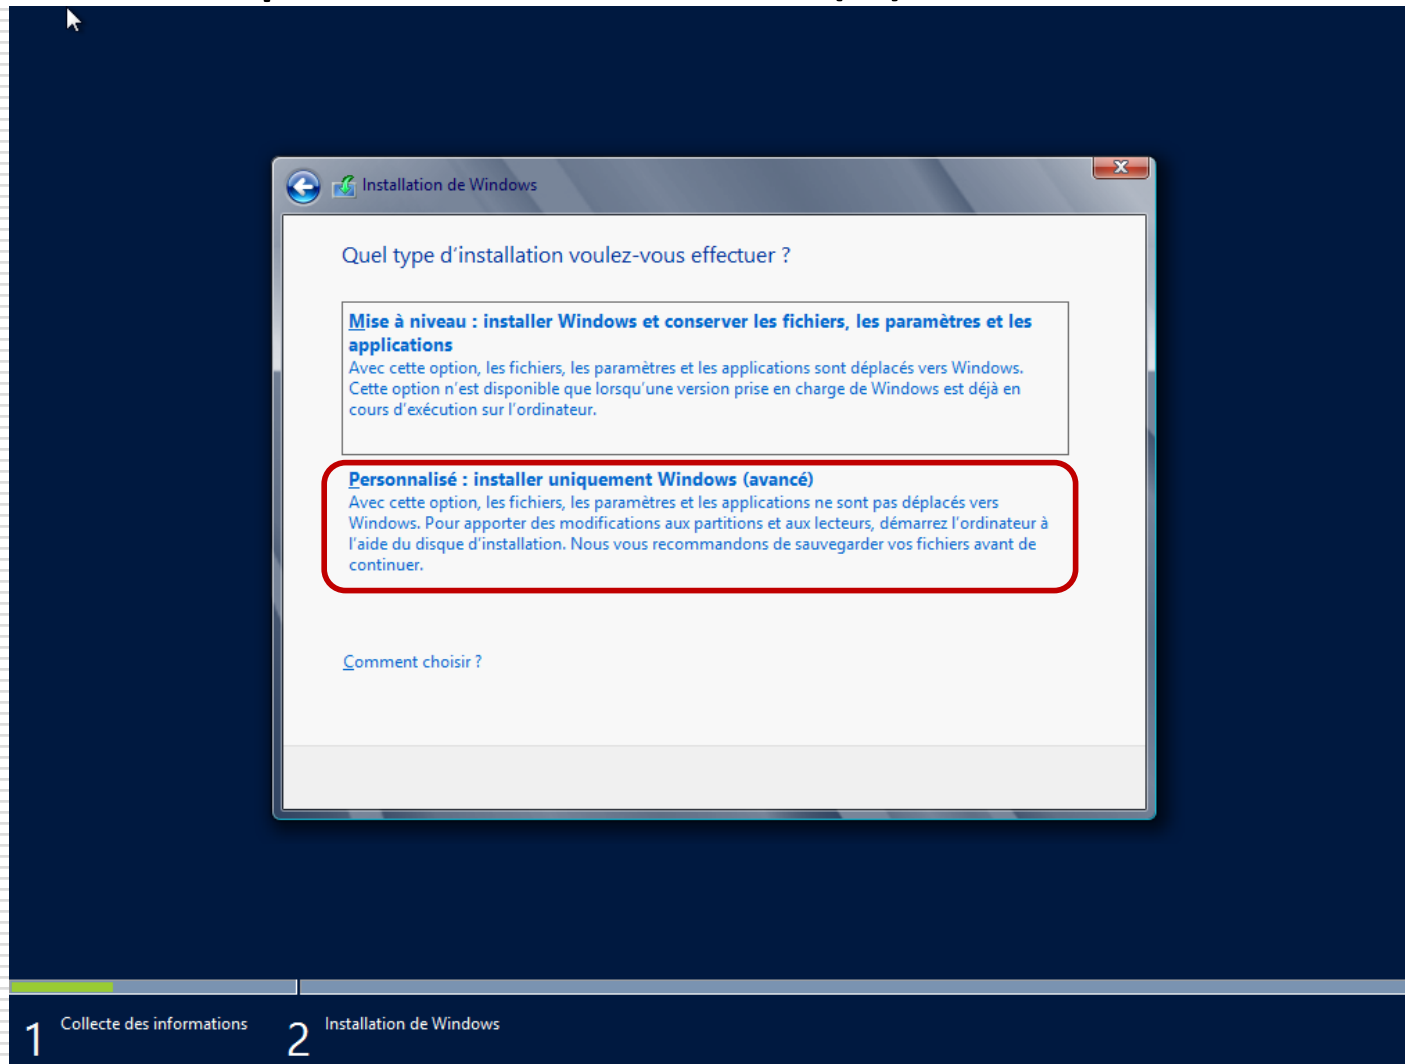 Installation de Windows
Quel type d'installation voulez-vous effectuer ?
Mise à niveau : installer Windows et conserver les fichiers, les paramètres et les
applications
Avec cette option, les fichiers, les paramètres et les applications sont déplacés vers Windows.
Cette option n'est disponible que lorsqu'une version prise en charge de Windows est déjà en
cours d'exécution sur l'ordinateur.
Personnalisé : installer uniquement Windows (avancé)
Avec cette option, les fichiers, les paramètres et les applications ne sont pas déplacés vers
Windows. Pour apporter des modifications aux partitions et aux lecteurs, démarrez l'ordinateur à
l'aide du disque d'installation. Nous vous recommandons de sauvegarder vos fichiers avant de
continuer.
Comment choisir ?
1 Collecte des informations
2 Installation de Windows